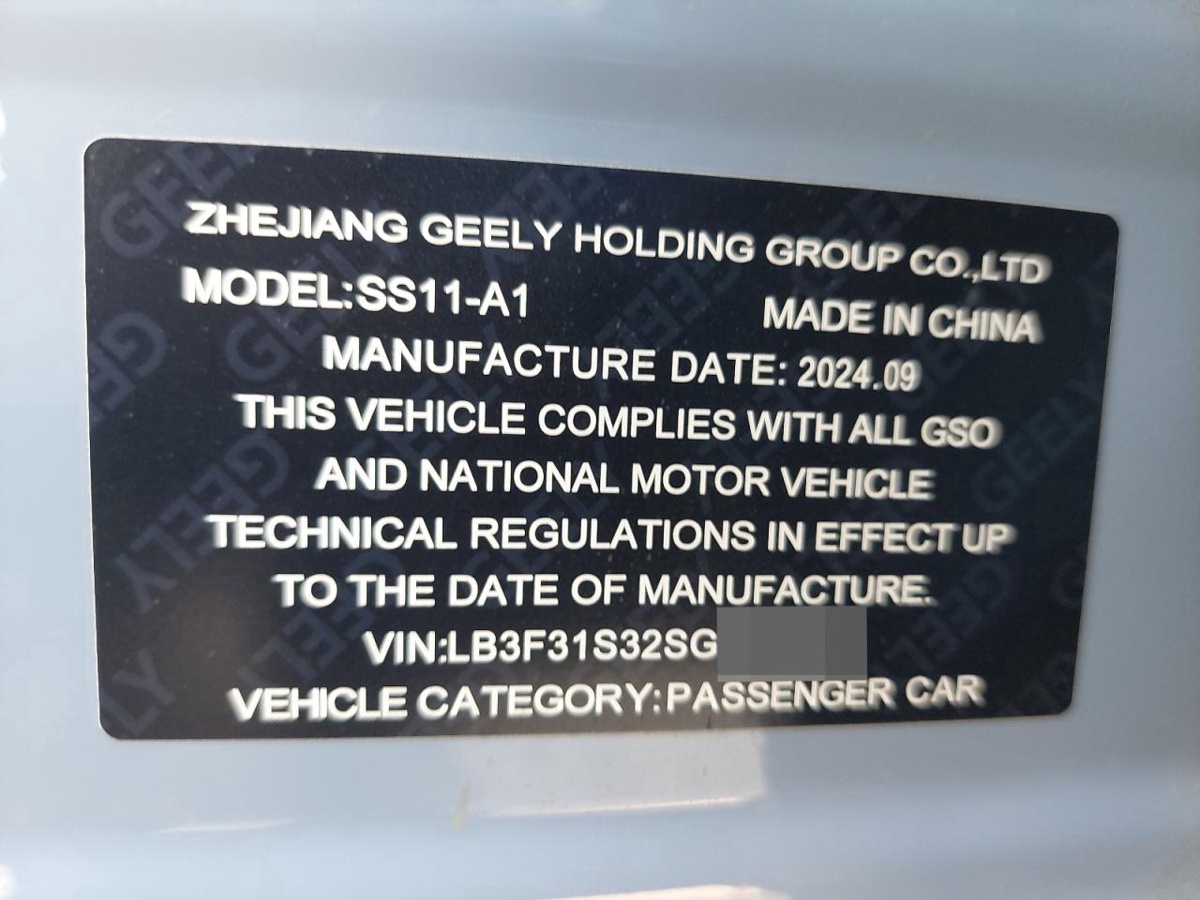 ZHEJIANG GEELY HOLDING GROUP CO.,LTD
MODEL:SS11-A1
MADE IN CHINA
MANUFACTURE DATE: 2024.09
THIS VEHICLE COMPLIES WITH ALL GSO
AND NATIONAL MOTOR VEHICLE
TECHNICAL REGULATIONS IN EFFECT UP
TO THE DATE OF MANUFACTURE.
VIN:LB3F31S32SG
VEHICLE CATEGORY:PASSENGER CAR